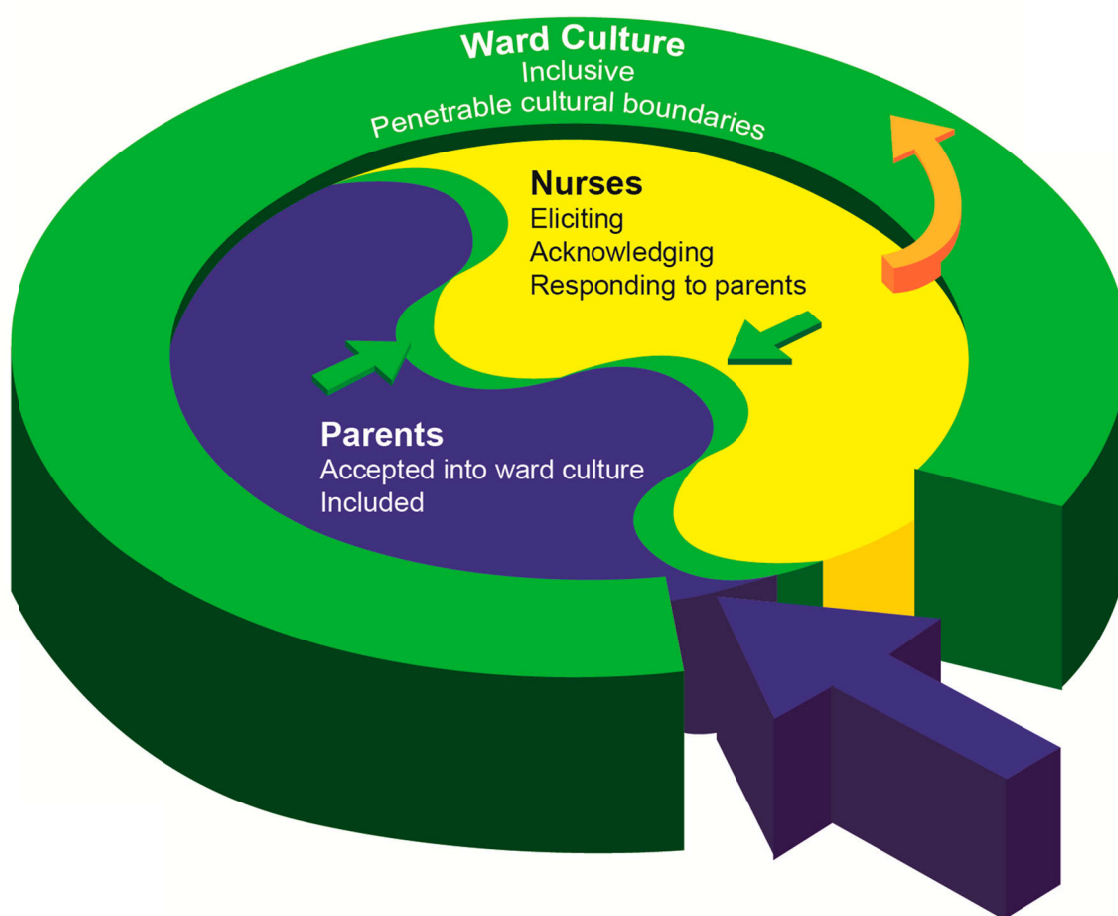 Ward Culture
Inclusive
Penetrable cultural boundaries
Nurses
Eliciting
Acknowledging
Responding to parents
Parents
Accepted into ward culture
Included